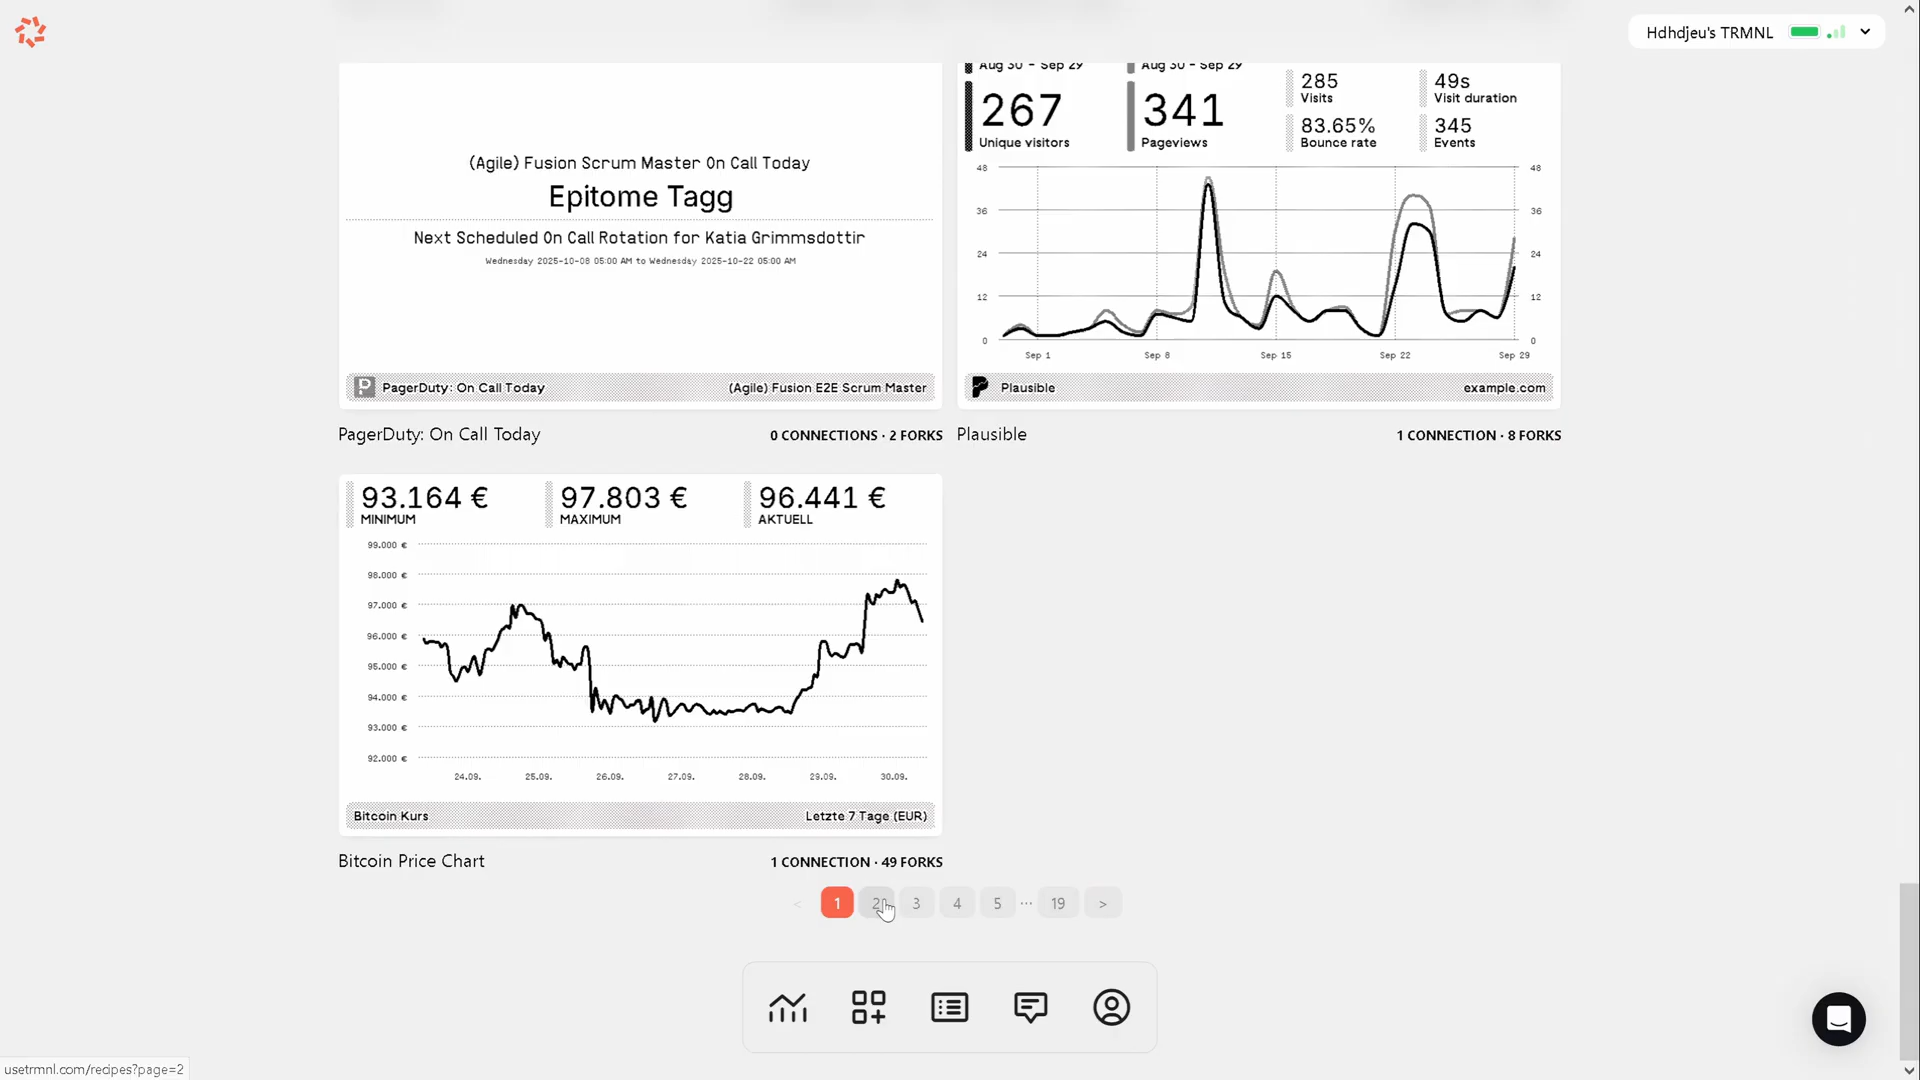 Hdhdjeu's TRMNL
(Agile) Fusion Scrum Master On Call Today
Epitome Tagg
Next Scheduled On Call Rotation for Katia Grimmsdottir
Wednesday 2025-10-08 05:00 AM to Wednesday 2025-10-22 05:00 AM
PagerDuty: On Call Today
(Agile) Fusion E2E Scrum Master
PagerDuty: On Call Today
0 CONNECTIONS · 2 FORKS
Aug 30 - Sep 29
267
Unique visitors
Aug 30 - Sep 29
341
Pageviews
285
Visits
49s
Visit duration
83.65%
Bounce rate
345
Events
48
36
24
12
0
48
36
24
12
0
Sep 1
Sep 8
Sep 15
Sep 22
Sep 29
Plausible
example.com
Plausible
1 CONNECTION · 8 FORKS
93.164 €
MINIMUM
97.803 €
MAXIMUM
96.441 €
AKTUELL
99.000 €
98.000 €
97.000 €
96.000 €
95.000 €
94.000 €
93.000 €
92.000 €
24.09.
25.09.
26.09.
27.09.
28.09.
29.09.
30.09.
Bitcoin Kurs
Letzte 7 Tage (EUR)
Bitcoin Price Chart
1 CONNECTION · 49 FORKS
< 1 2 3 4 5 ··· 19 >
usetrmnl.com/recipes?page=2